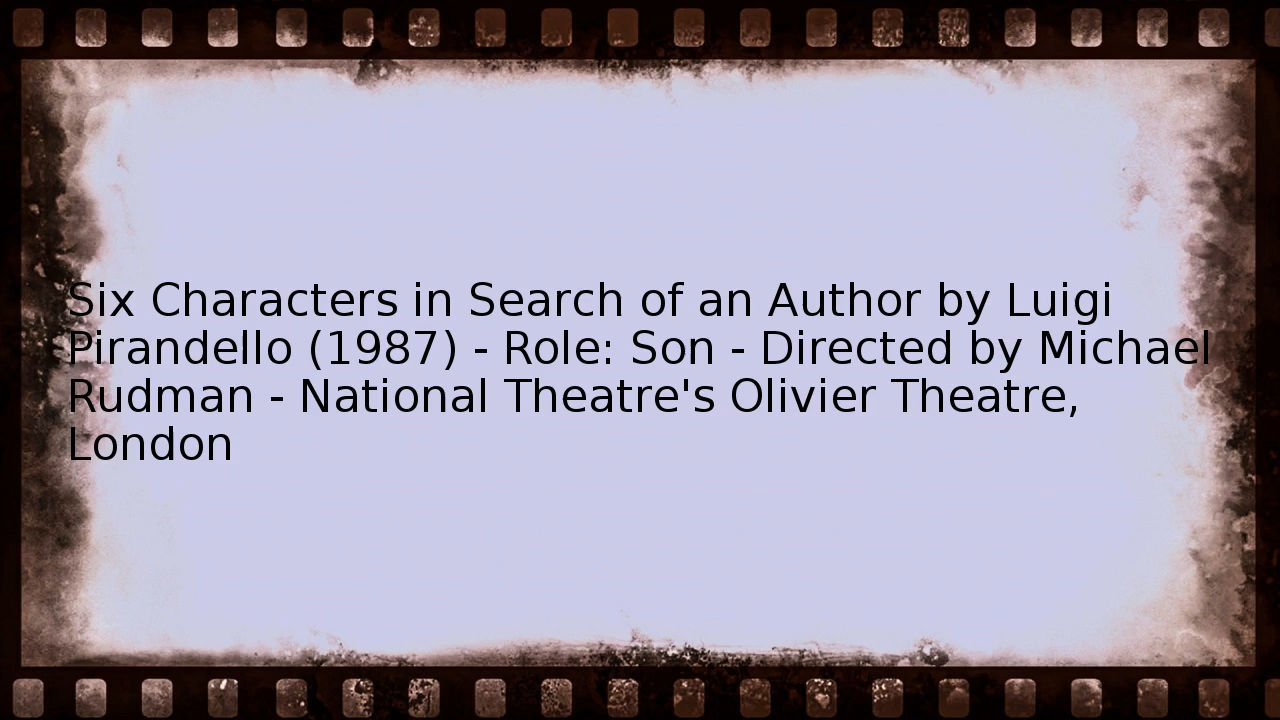 Six Characters in Search of an Author by Luigi
Pirandello (1987) - Role: Son - Directed by Michael
Rudman - National Theatre's Olivier Theatre,
London